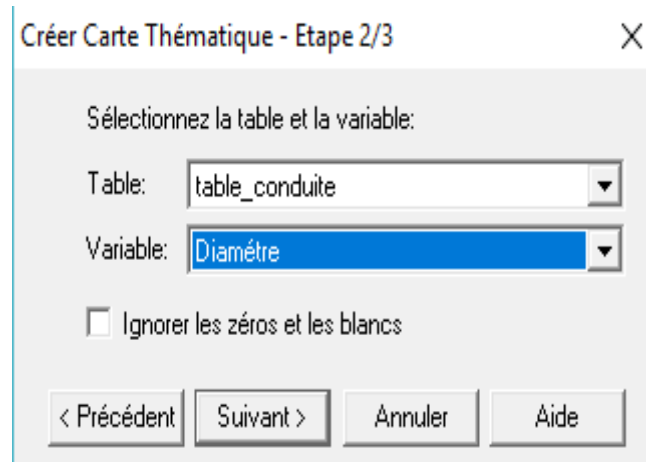 Créer Carte Thématique - Etape 2/3
Sélectionnez la table et la variable:
Table: table_conduite
Variable: Diamétre
Ignorer les zéros et les blancs
< Précédent Suivant > Annuler Aide